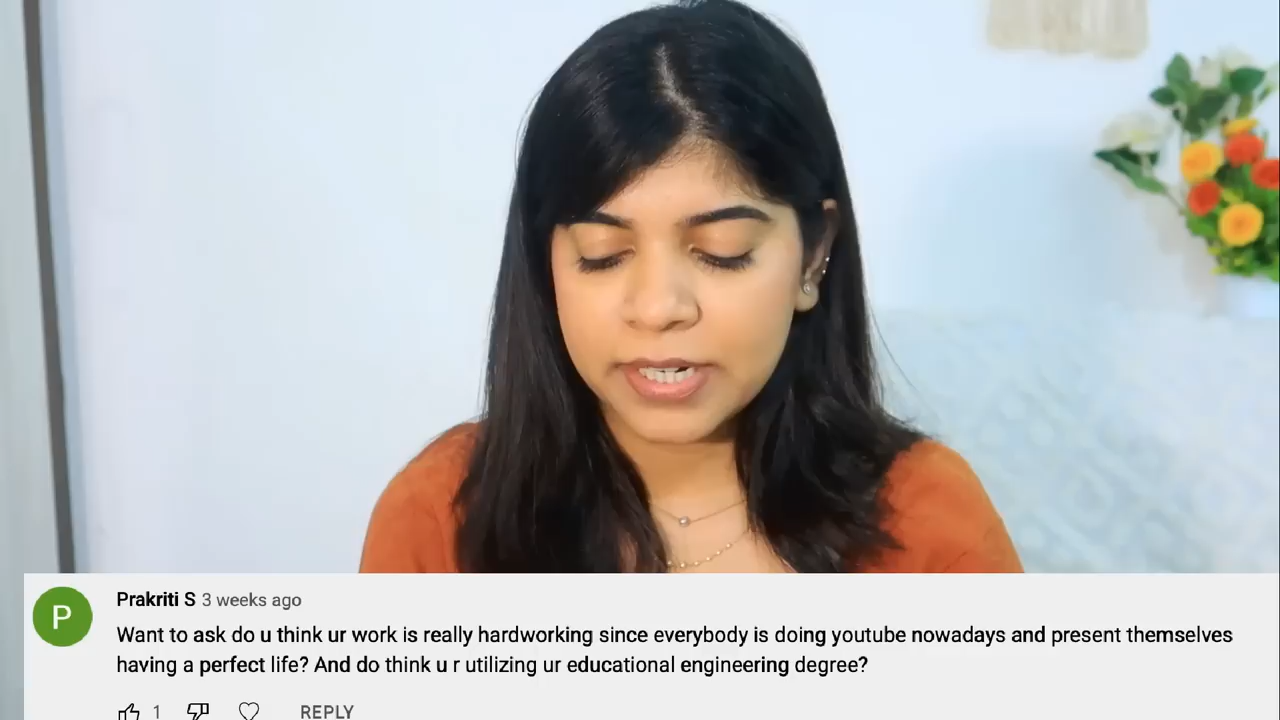 P
Prakriti S 3 weeks ago
Want to ask do u think ur work is really hardworking since everybody is doing youtube nowadays and present themselves
having a perfect life? And do think u r utilizing ur educational engineering degree?
1 REPLY